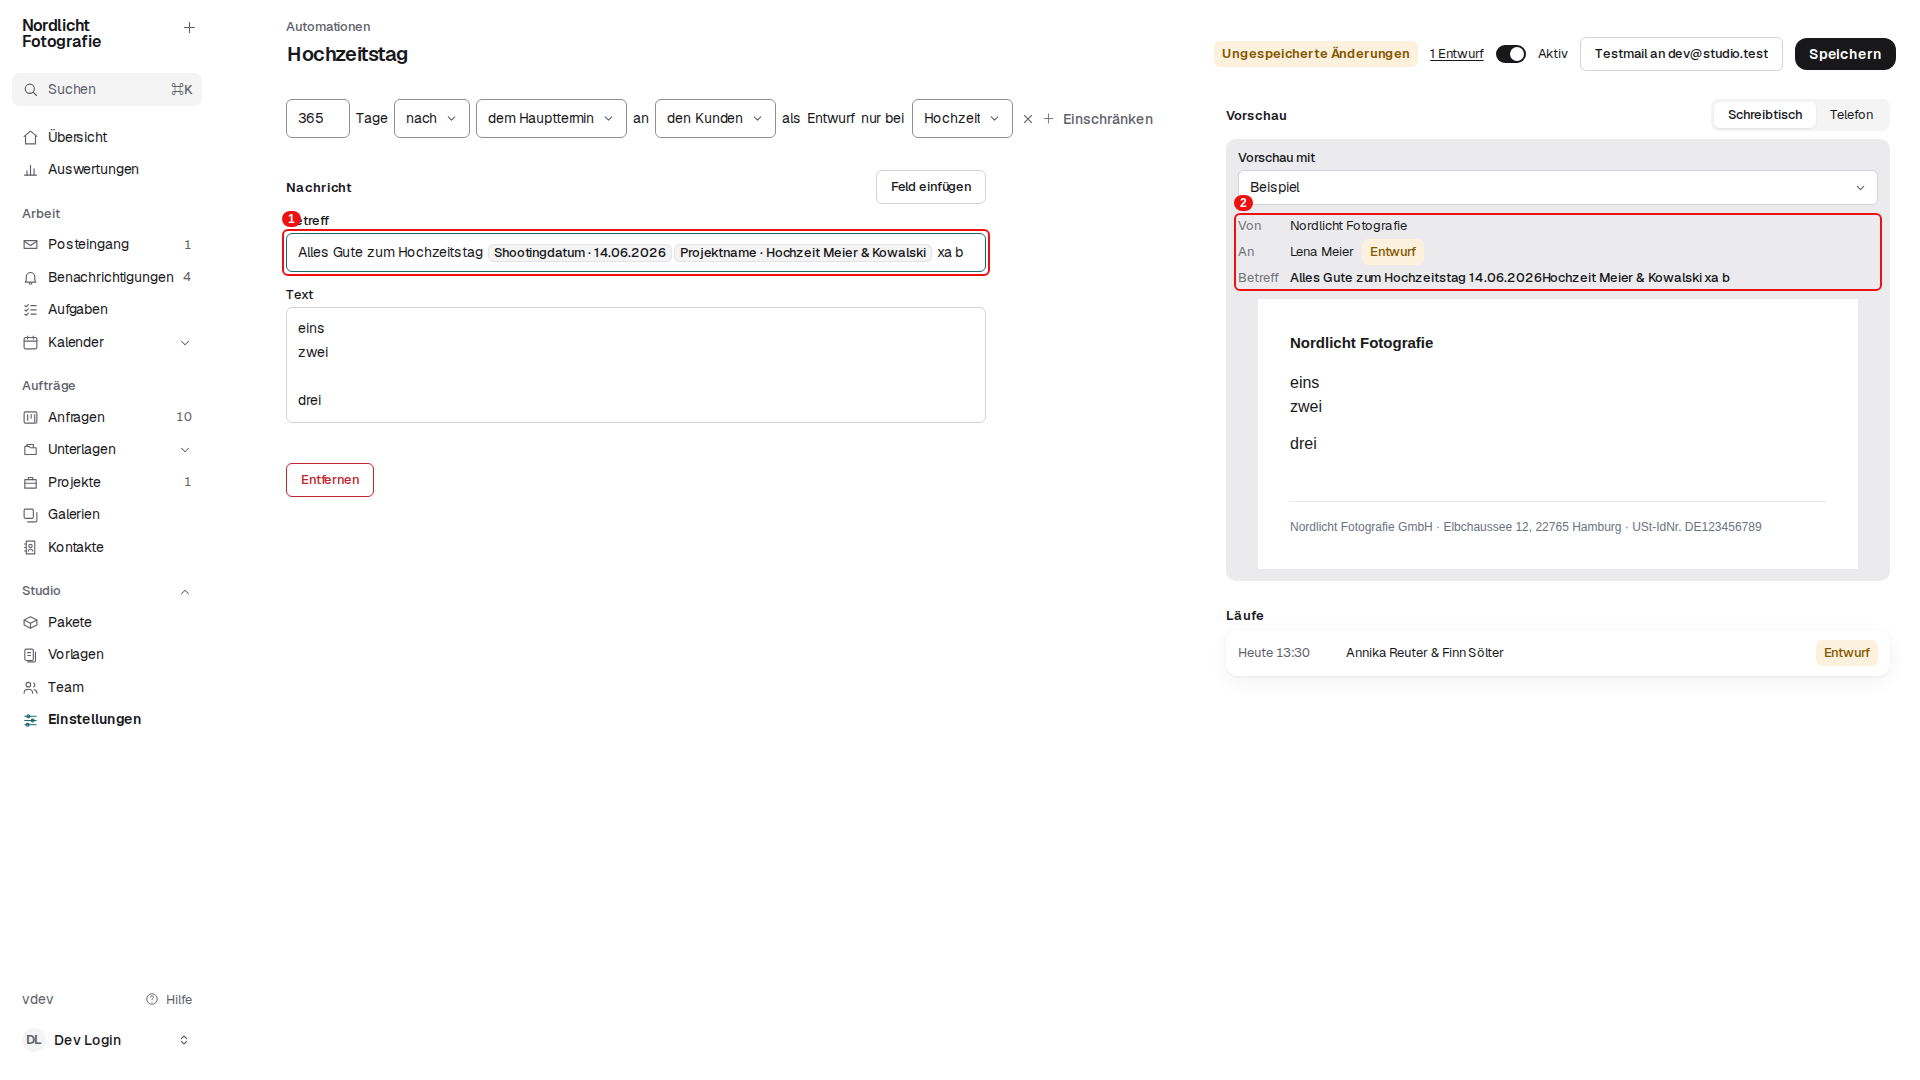 Nordlicht
Fotografie
Suchen ⌘K
Übersicht
Auswertungen
Arbeit
Posteingang 1
Benachrichtigungen 4
Aufgaben
Kalender
Aufträge
Anfragen 10
Unterlagen
Projekte 1
Galerien
Kontakte
Studio
Pakete
Vorlagen
Team
Einstellungen
vdev Hilfe
DL Dev Login
Automationen
Hochzeitstag
Ungespeicherte Änderungen 1 Entwurf Aktiv Testmail an dev@studio.test Speichern
365 Tage nach dem Haupttermin an den Kunden als Entwurf nur bei Hochzeit × + Einschränken
Nachricht Feld einfügen
1 etreff
Alles Gute zum Hochzeitstag Shootingdatum · 14.06.2026 Projektname · Hochzeit Meier & Kowalski xa b
Text
eins
zwei
drei
Entfernen
Vorschau Schreibtisch Telefon
Vorschau mit
Beispiel
2
Von Nordlicht Fotografie
An Lena Meier Entwurf
Betreff Alles Gute zum Hochzeitstag 14.06.2026Hochzeit Meier & Kowalski xa b
Nordlicht Fotografie
eins
zwei
drei
Nordlicht Fotografie GmbH · Elbchaussee 12, 22765 Hamburg · USt-IdNr. DE123456789
Läufe
Heute 13:30 Annika Reuter & Finn Sölter Entwurf